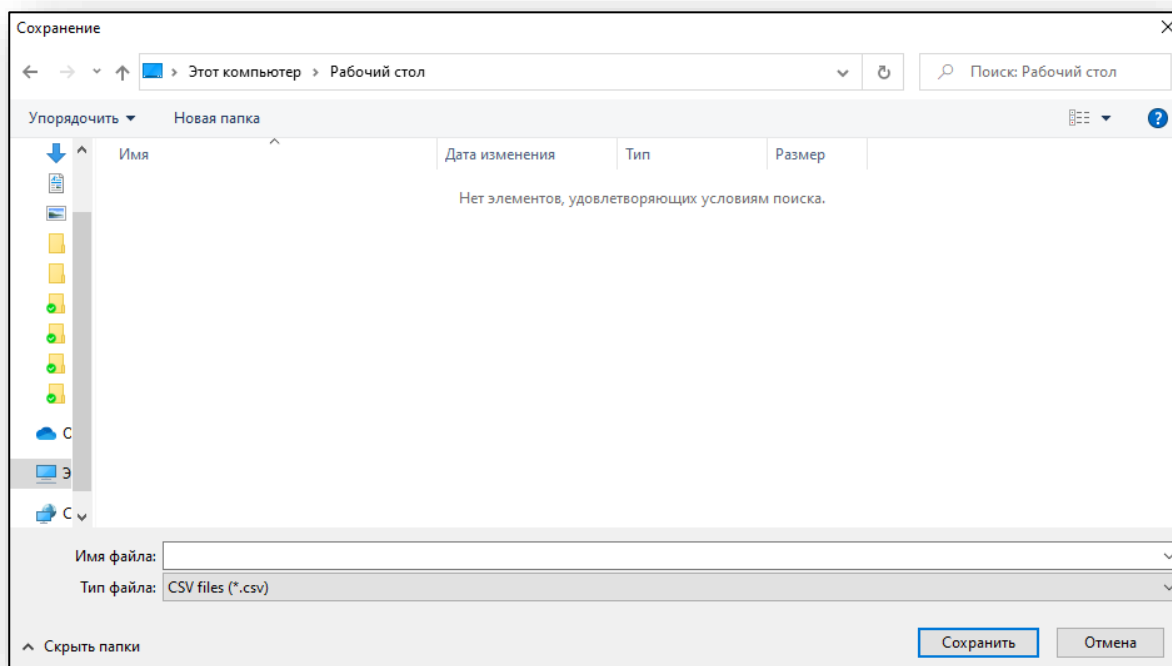 Сохранение
Этот компьютер › Рабочий стол
Поиск: Рабочий стол
Упорядочить Новая папка
Имя Дата изменения Тип Размер
Нет элементов, удовлетворяющих условиям поиска.
О
Э
С
Имя файла:
Тип файла: CSV files (*.csv)
Скрыть папки Сохранить Отмена